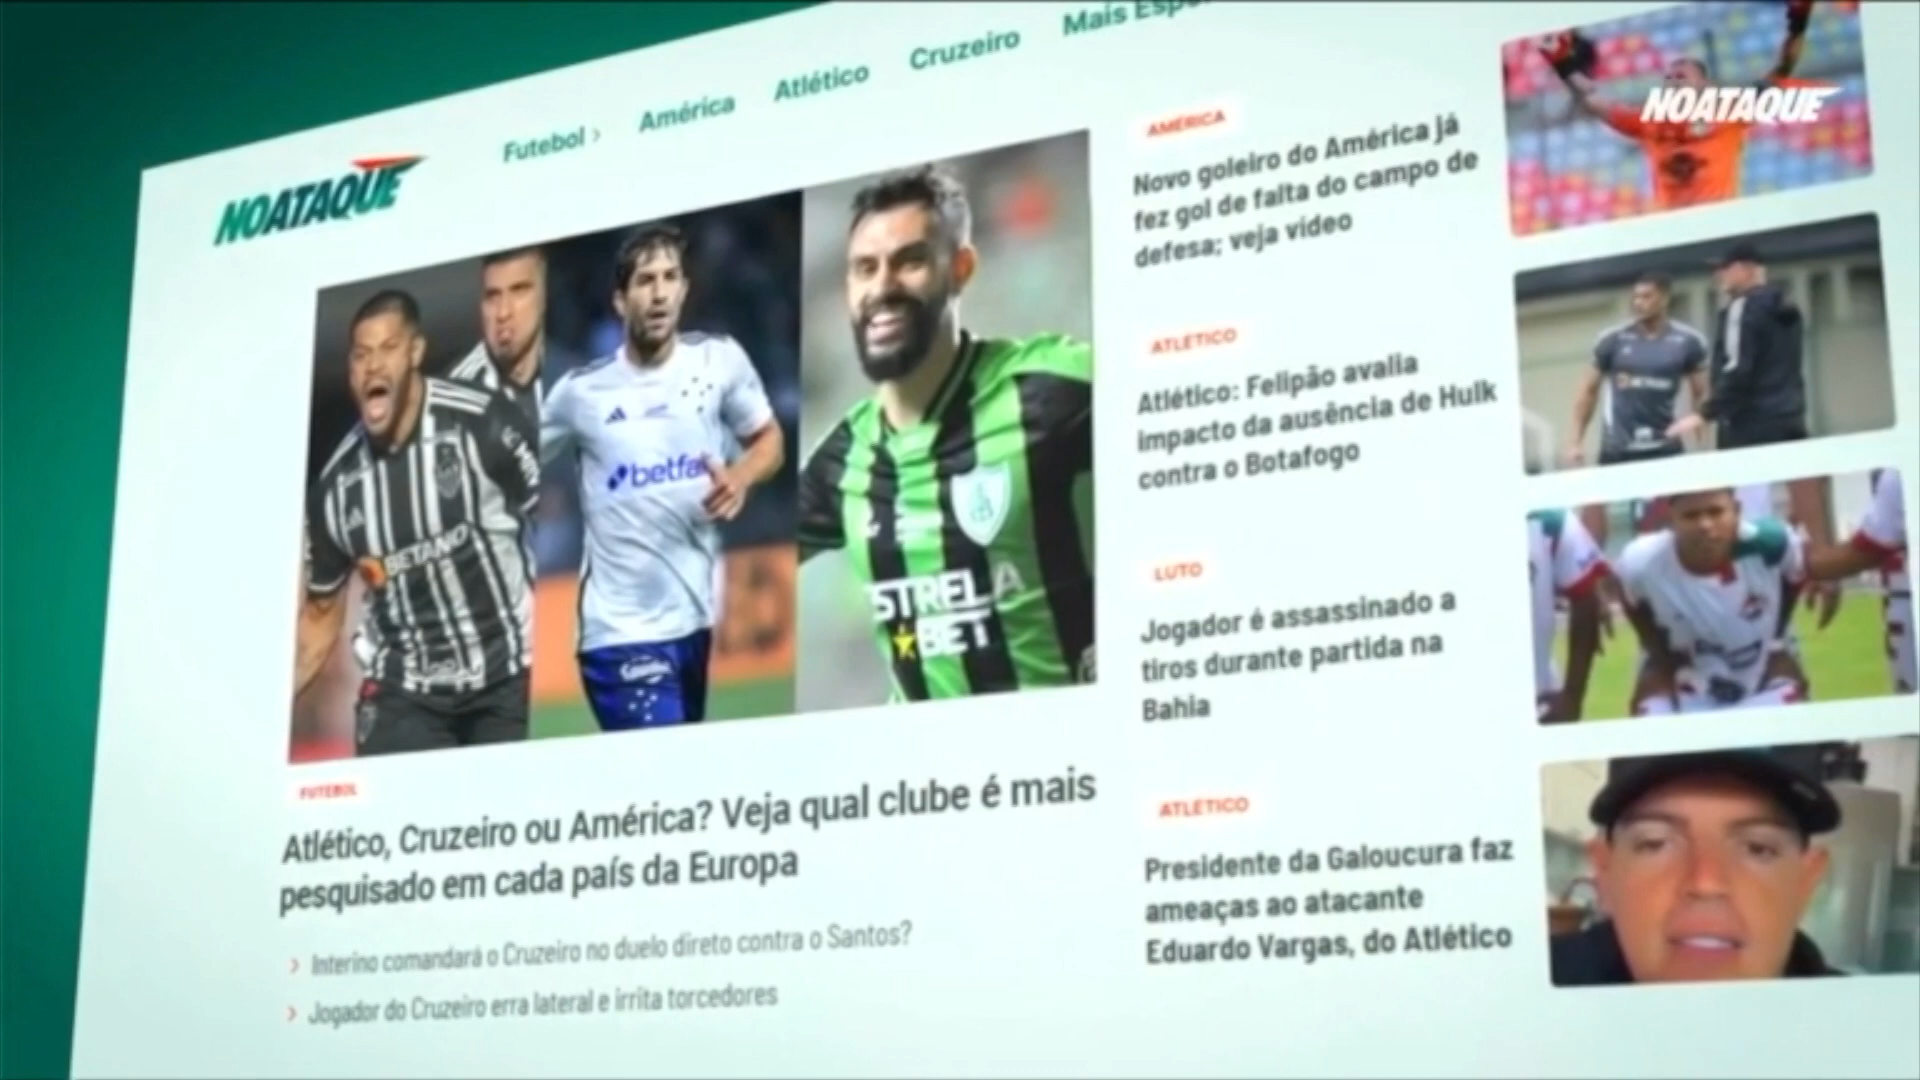 Futebol
América
Atlético
Cruzeiro
Mais
NOATAQUE
BETANO
betfa
ESTRELA
BET
FUTEBOL
Atlético, Cruzeiro ou América? Veja qual clube é mais
pesquisado em cada país da Europa
Interino comandará o Cruzeiro no duelo direto contra o Santos?
Jogador do Cruzeiro erra lateral e irrita torcedores
AMÉRICA
Novo goleiro do América já
fez gol de falta do campo de
defesa; veja vídeo
ATLÉTICO
Atlético: Felipão avalia
impacto da ausência de Hulk
contra o Botafogo
LUTO
Jogador é assassinado a
tiros durante partida na
Bahia
ATLÉTICO
Presidente da Galoucura faz
ameaças ao atacante
Eduardo Vargas, do Atlético
NOATAQUE